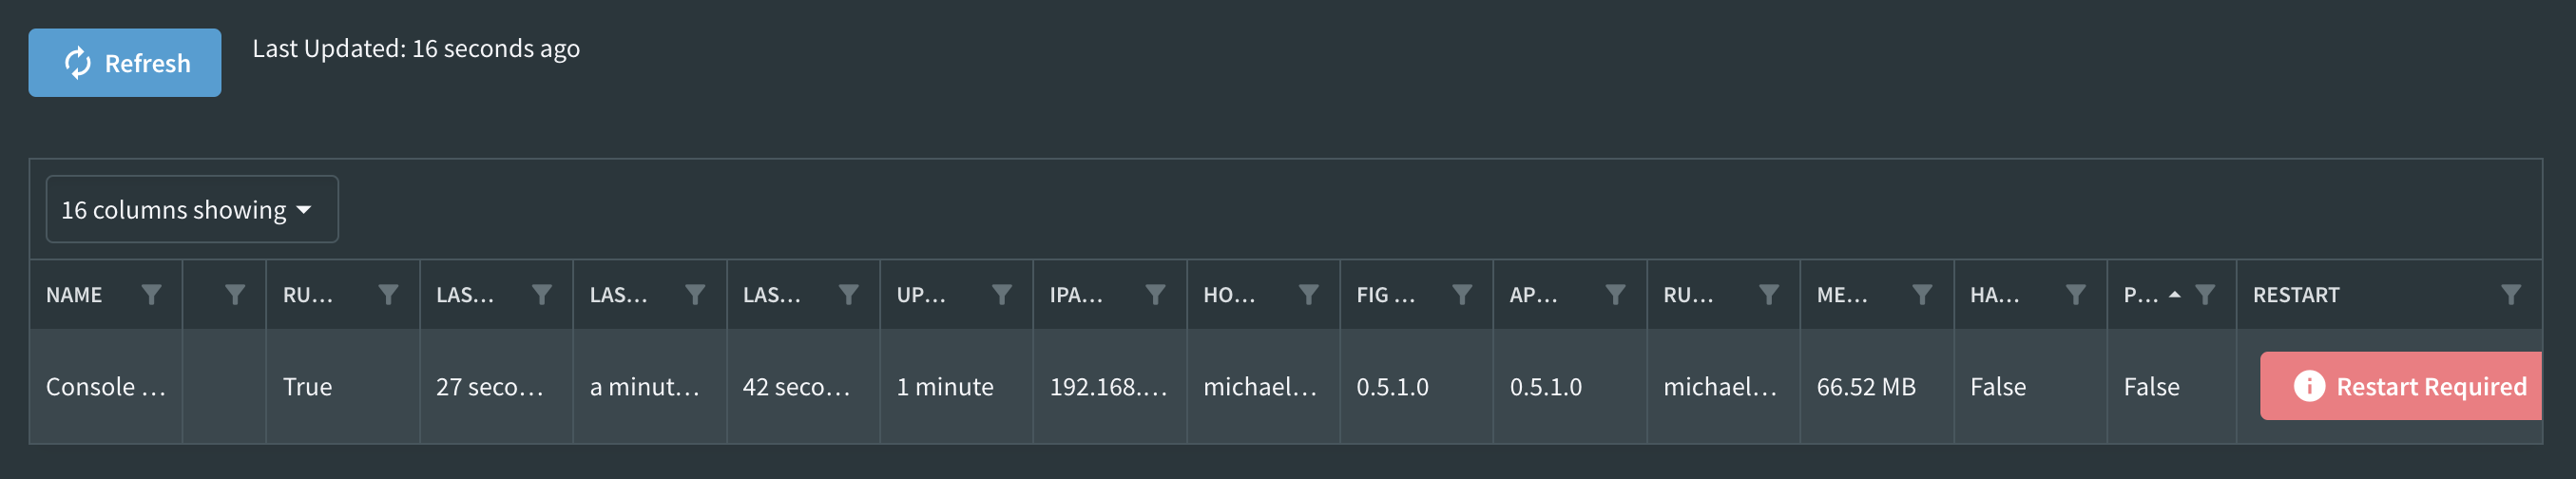 Refresh
Last Updated: 16 seconds ago
16 columns showing
NAME RU... LAS... LAS... LAS... UP... IPA... HO... FIG ... AP... RU... ME... HA... P... RESTART
Console ... True 27 seco... a minut... 42 seco... 1 minute 192.168.... michael... 0.5.1.0 0.5.1.0 michael... 66.52 MB False False Restart Required